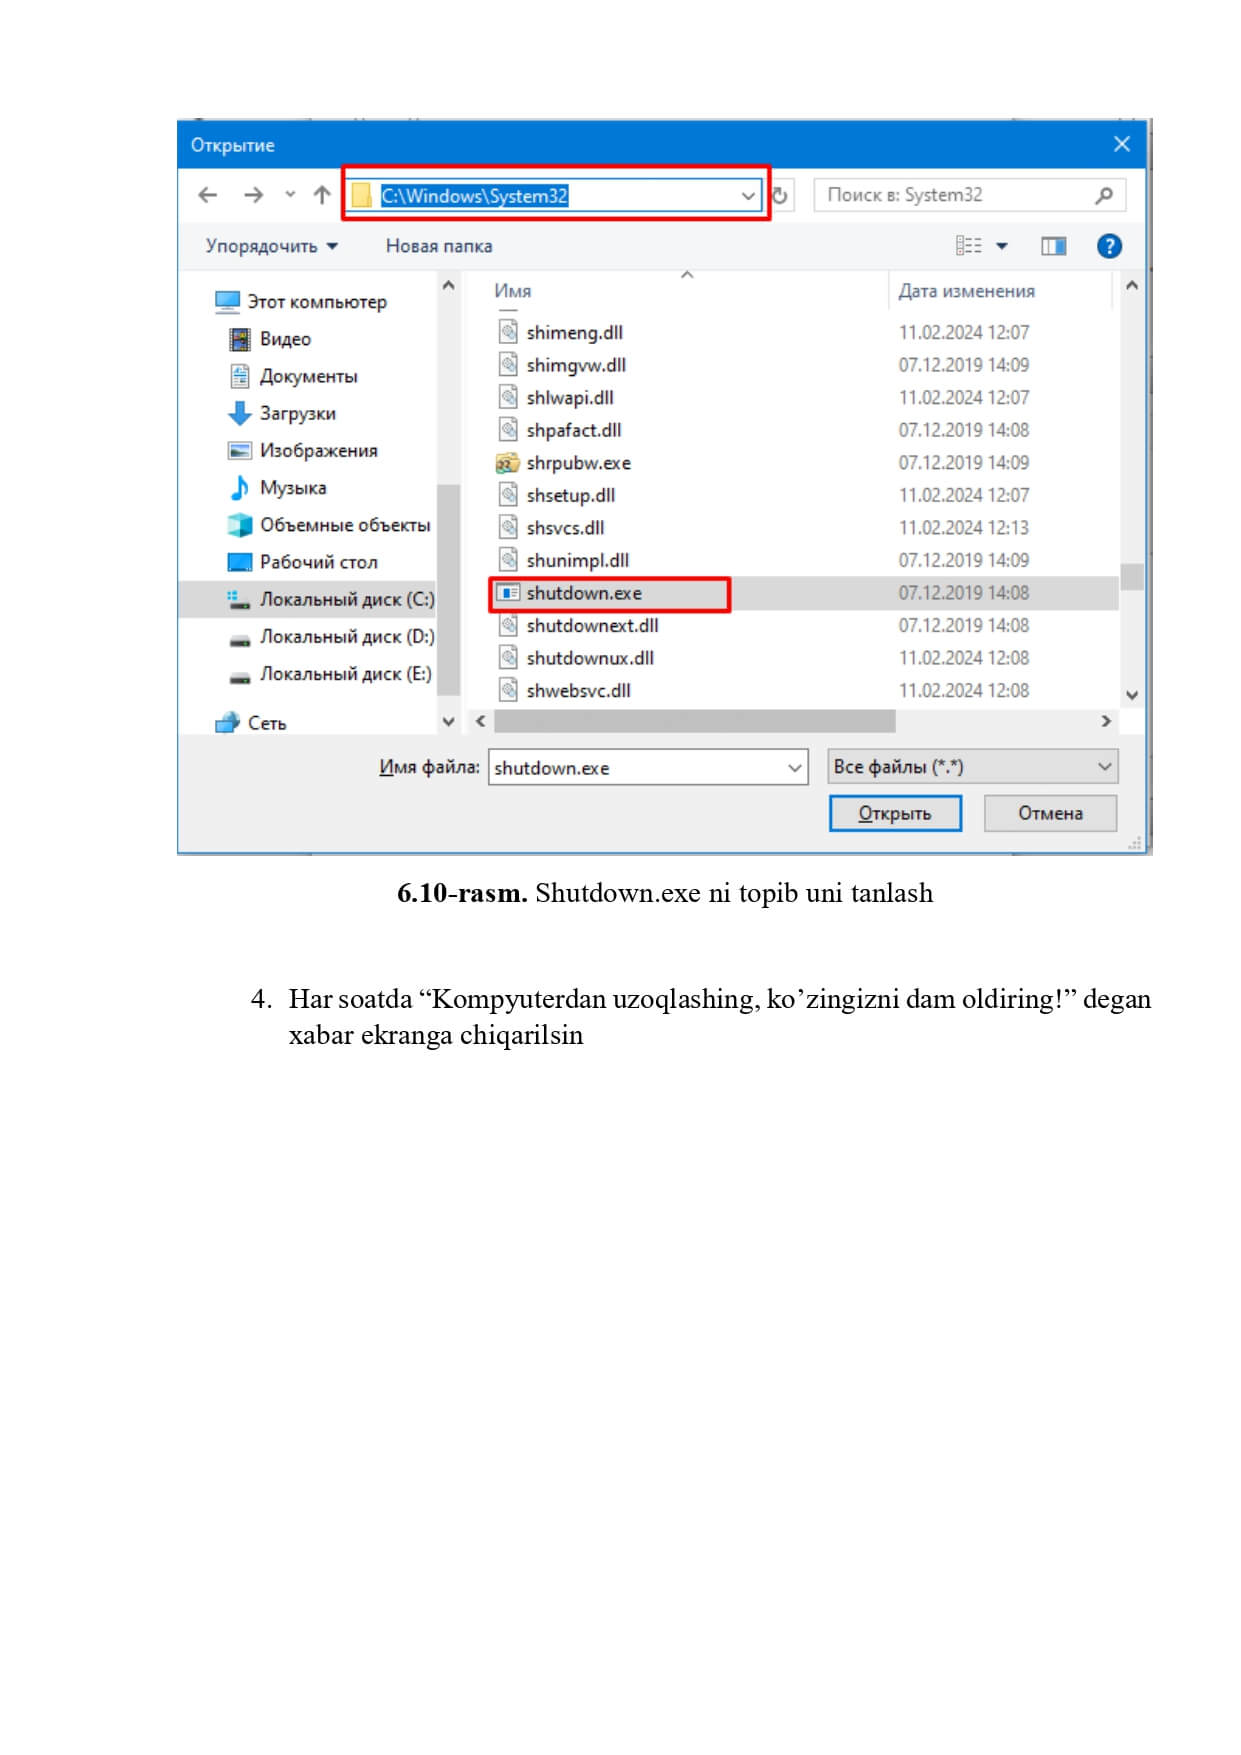 Открытие
C:\Windows\System32
Поиск в: System32
Упорядочить
Новая папка
Имя
Дата изменения
Этот компьютер
Видео
Документы
Загрузки
Изображения
Музыка
Объемные объекты
Рабочий стол
Локальный диск (C:)
Локальный диск (D:)
Локальный диск (E:)
Сеть
shimeng.dll 11.02.2024 12:07
shimgvw.dll 07.12.2019 14:09
shlwapi.dll 11.02.2024 12:07
shpafact.dll 07.12.2019 14:08
shrpubw.exe 07.12.2019 14:09
shsetup.dll 11.02.2024 12:07
shsvcs.dll 11.02.2024 12:13
shunimpl.dll 07.12.2019 14:09
shutdown.exe 07.12.2019 14:08
shutdownext.dll 07.12.2019 14:08
shutdownux.dll 11.02.2024 12:08
shwebsvc.dll 11.02.2024 12:08
Имя файла: shutdown.exe
Все файлы (*.*)
Открыть
Отмена
6.10-rasm. Shutdown.exe ni topib uni tanlash
4. Har soatda “Kompyuterdan uzoqlashing, ko’zingizni dam oldiring!” degan
xabar ekranga chiqarilsin